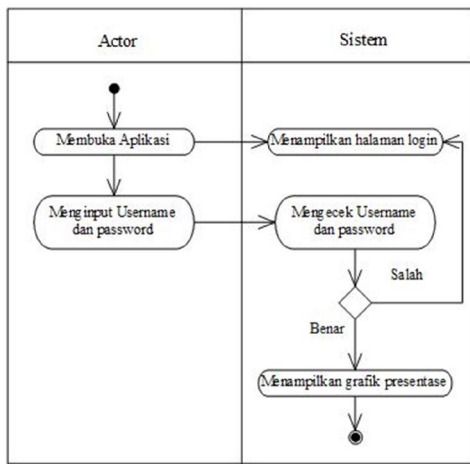 Actor
Sistem
Membuka Aplikasi
Menampilkan halaman login
Menginput Username
dan password
Mengecek Username
dan password
Salah
Benar
Menampilkan grafik presentase